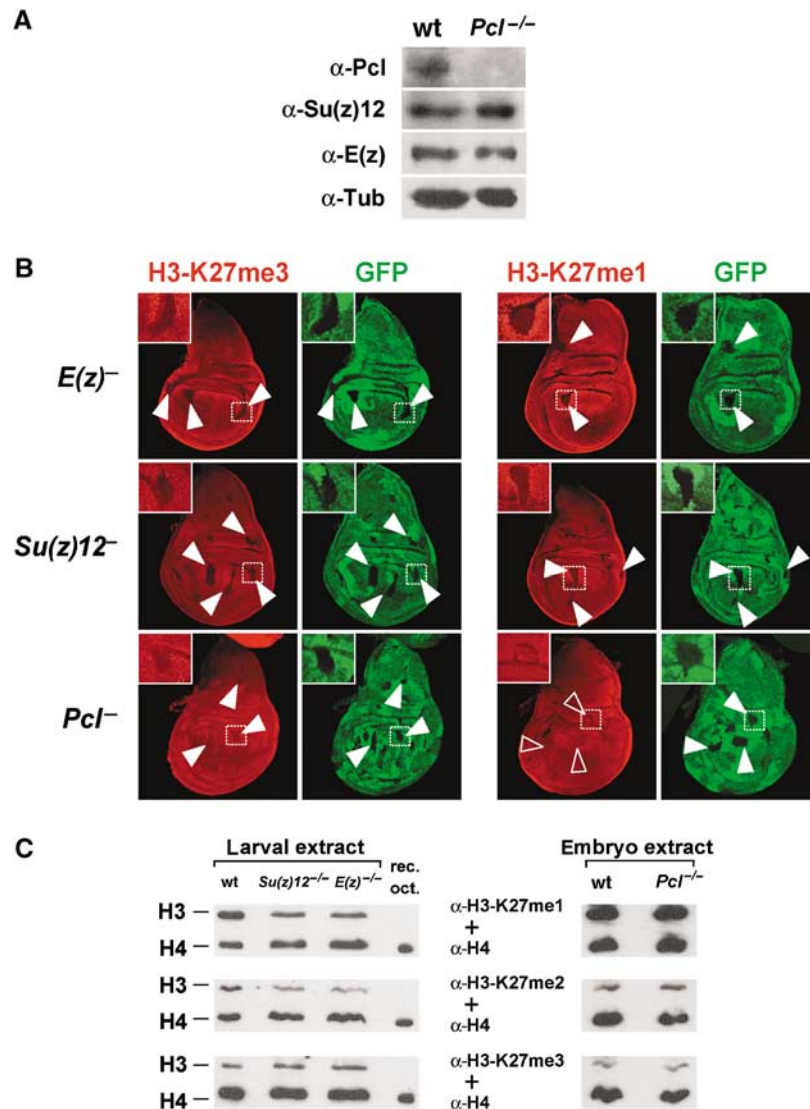 A
wt Pcl–/–
α-Pcl
α-Su(z)12
α-E(z)
α-Tub
B
H3-K27me3 GFP H3-K27me1 GFP
E(z)–
Su(z)12–
Pcl–
C
Larval extract
wt Su(z)12–/– E(z)–/– rec. oct.
Embryo extract
wt Pcl–/–
H3
H4
α-H3-K27me1
+
α-H4
H3
H4
α-H3-K27me2
+
α-H4
H3
H4
α-H3-K27me3
+
α-H4